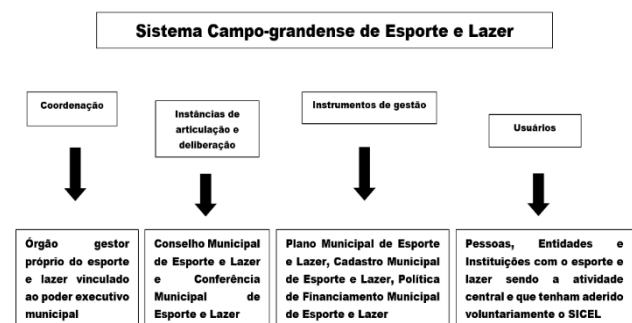 Sistema Campo-grandense de Esporte e Lazer
Coordenação
Instâncias de
articulação e
deliberação
Instrumentos de gestão
Usuários
Órgão gestor
próprio do esporte
e lazer vinculado
ao poder executivo
municipal
Conselho Municipal
de Esporte e Lazer
e Conferência
Municipal de
Esporte e Lazer
Plano Municipal de Esporte
e Lazer, Cadastro Municipal
de Esporte e Lazer, Política
de Financiamento Municipal
de Esporte e Lazer
Pessoas, Entidades e
Instituições com o esporte e
lazer sendo a atividade
central e que tenham aderido
voluntariamente o SICEL